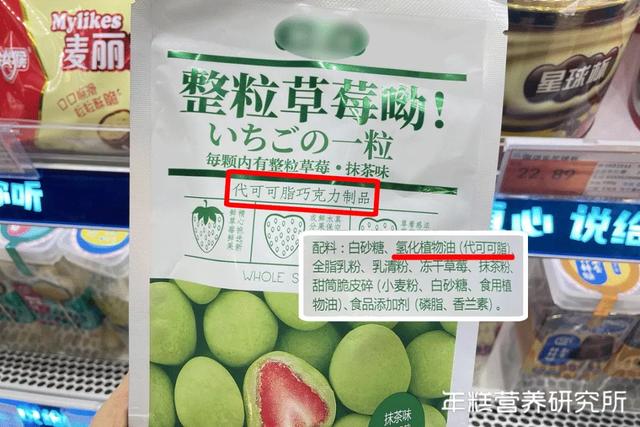 Mylikes
麦丽
整粒草莓呦!
いちごの一粒
每颗内有整粒草莓·抹茶味
代可可脂巧克力制品
WHOLE S
配料:白砂糖、氢化植物油(代可可脂)、
全脂乳粉、乳清粉、冻干草莓、抹茶粉、
甜筒脆皮碎(小麦粉、白砂糖、食用植
物油)、食品添加剂(磷脂、香兰素)。
抹茶味
星球杯
22.89
你听
心 说给
年糕营养研究所